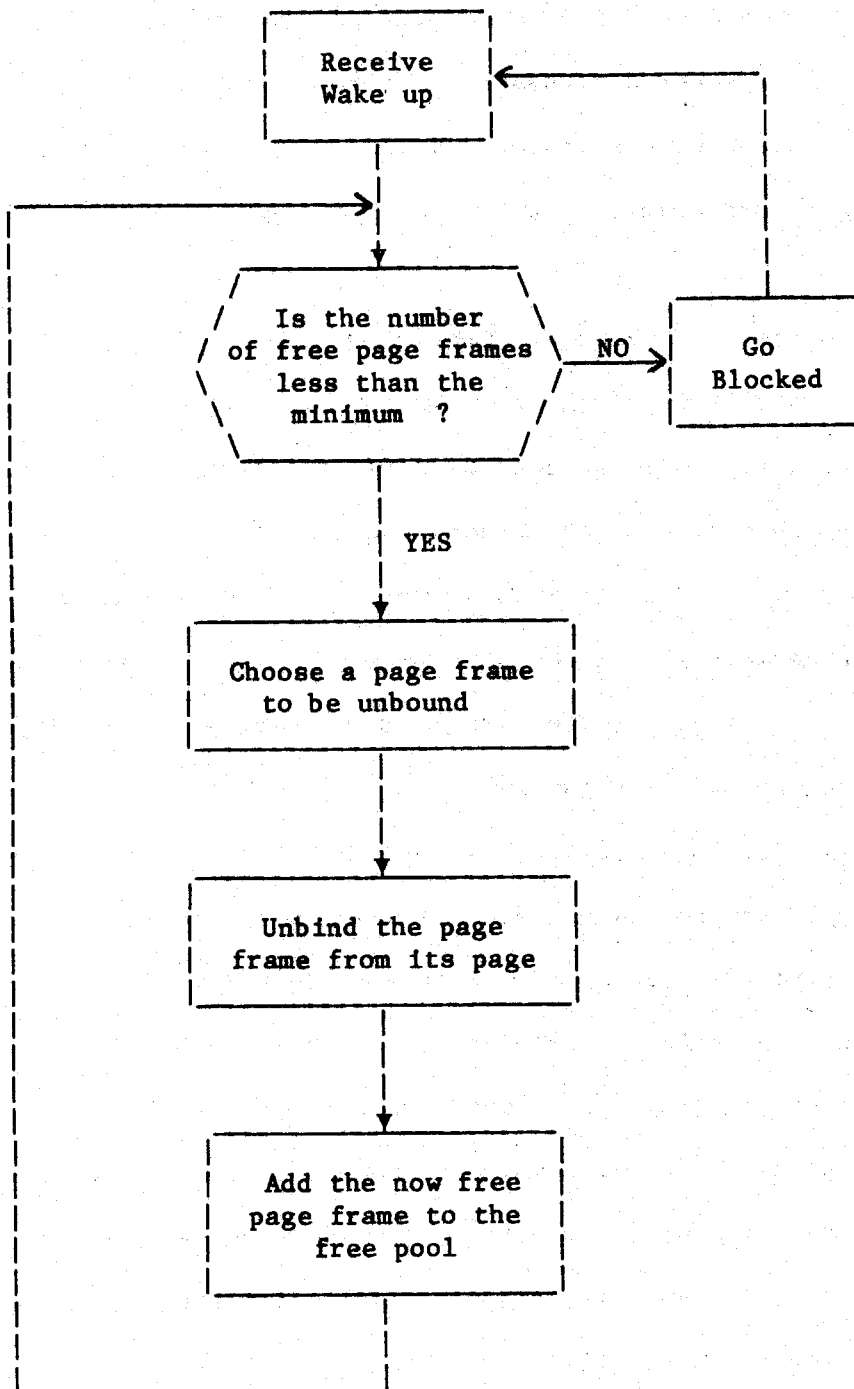 Receive
Wake up
Is the number
of free page frames
less than the
minimum ?
NO
Go
Blocked
YES
Choose a page frame
to be unbound
Unbind the page
frame from its page
Add the now free
page frame to the
free pool